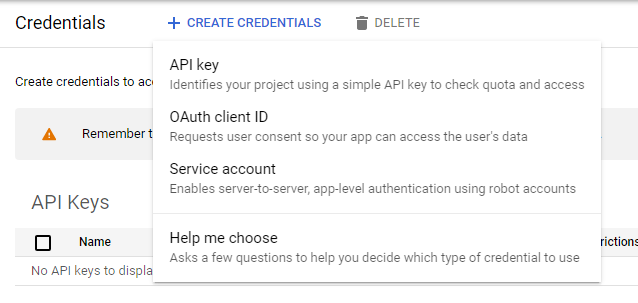 Credentials
+ CREATE CREDENTIALS
DELETE
Create credentials to
API key
Identifies your project using a simple API key to check quota and access
OAuth client ID
Requests user consent so your app can access the user's data
Service account
Enables server-to-server, app-level authentication using robot accounts
Help me choose
Asks a few questions to help you decide which type of credential to use
Remember
API Keys
Name
No API keys to